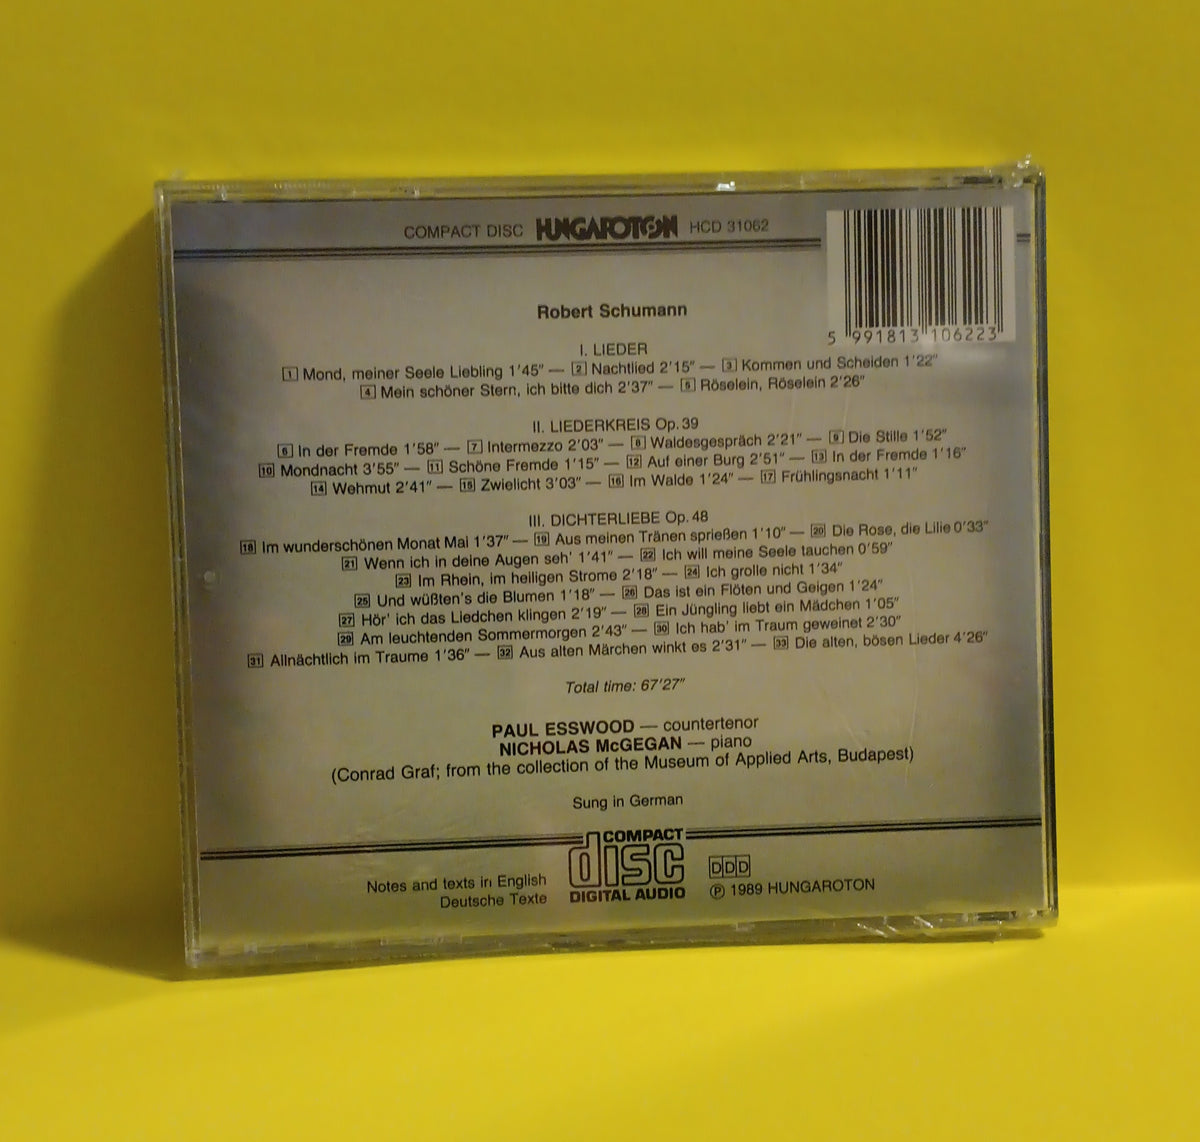 COMPACT DISC HUNGAROTON HCD 31062
5 991813 106223
Robert Schumann
I. LIEDER
1 Mond, meiner Seele Liebling 1'45" — 2 Nachtlied 2'15" — 3 Kommen und Scheiden 1'22"
4 Mein schöner Stern, ich bitte dich 2'37" — 5 Röselein, Röselein 2'26"
II. LIEDERKREIS Op. 39
6 In der Fremde 1'58" — 7 Intermezzo 2'03" — 8 Waldesgespräch 2'21" — 9 Die Stille 1'52"
10 Mondnacht 3'55" — 11 Schöne Fremde 1'15" — 12 Auf einer Burg 2'51" — 13 In der Fremde 1'16"
14 Wehmut 2'41" — 15 Zwielicht 3'03" — 16 Im Walde 1'24" — 17 Frühlingsnacht 1'11"
III. DICHTERLIEBE Op. 48
18 Im wunderschönen Monat Mai 1'37" — 19 Aus meinen Tränen sprießen 1'10" — 20 Die Rose, die Lilie 0'33"
21 Wenn ich in deine Augen seh' 1'41" — 22 Ich will meine Seele tauchen 0'59"
23 Im Rhein, im heiligen Strome 2'18" — 24 Ich grolle nicht 1'34"
25 Und wüßten's die Blumen 1'18" — 26 Das ist ein Flöten und Geigen 1'24"
27 Hör' ich das Liedchen klingen 2'19" — 28 Ein Jüngling liebt ein Mädchen 1'05"
29 Am leuchtenden Sommermorgen 2'43" — 30 Ich hab' im Traum geweinet 2'30"
31 Allnächtlich im Traume 1'36" — 32 Aus alten Märchen winkt es 2'31" — 33 Die alten, bösen Lieder 4'26"
Total time: 67'27"
PAUL ESSWOOD — countertenor
NICHOLAS McGEGAN — piano
(Conrad Graf; from the collection of the Museum of Applied Arts, Budapest)
Sung in German
Notes and texts in English
Deutsche Texte
COMPACT
disc
DIGITAL AUDIO
DDD
℗ 1989 HUNGAROTON